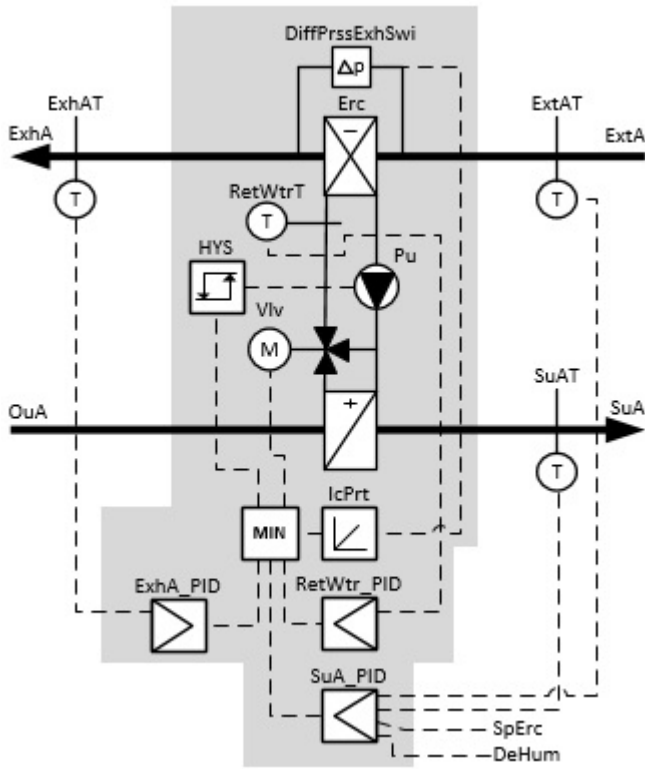 DiffPrssExhSwi
Δp
ExhAT
Erc
ExtAT
ExhA
−
ExtA
T
RetWtrT
T
T
HYS
Pu
Vlv
M
SuAT
OuA
+
SuA
T
IcPrt
MIN
ExhA_PID
RetWtr_PID
SuA_PID
SpErc
DeHum